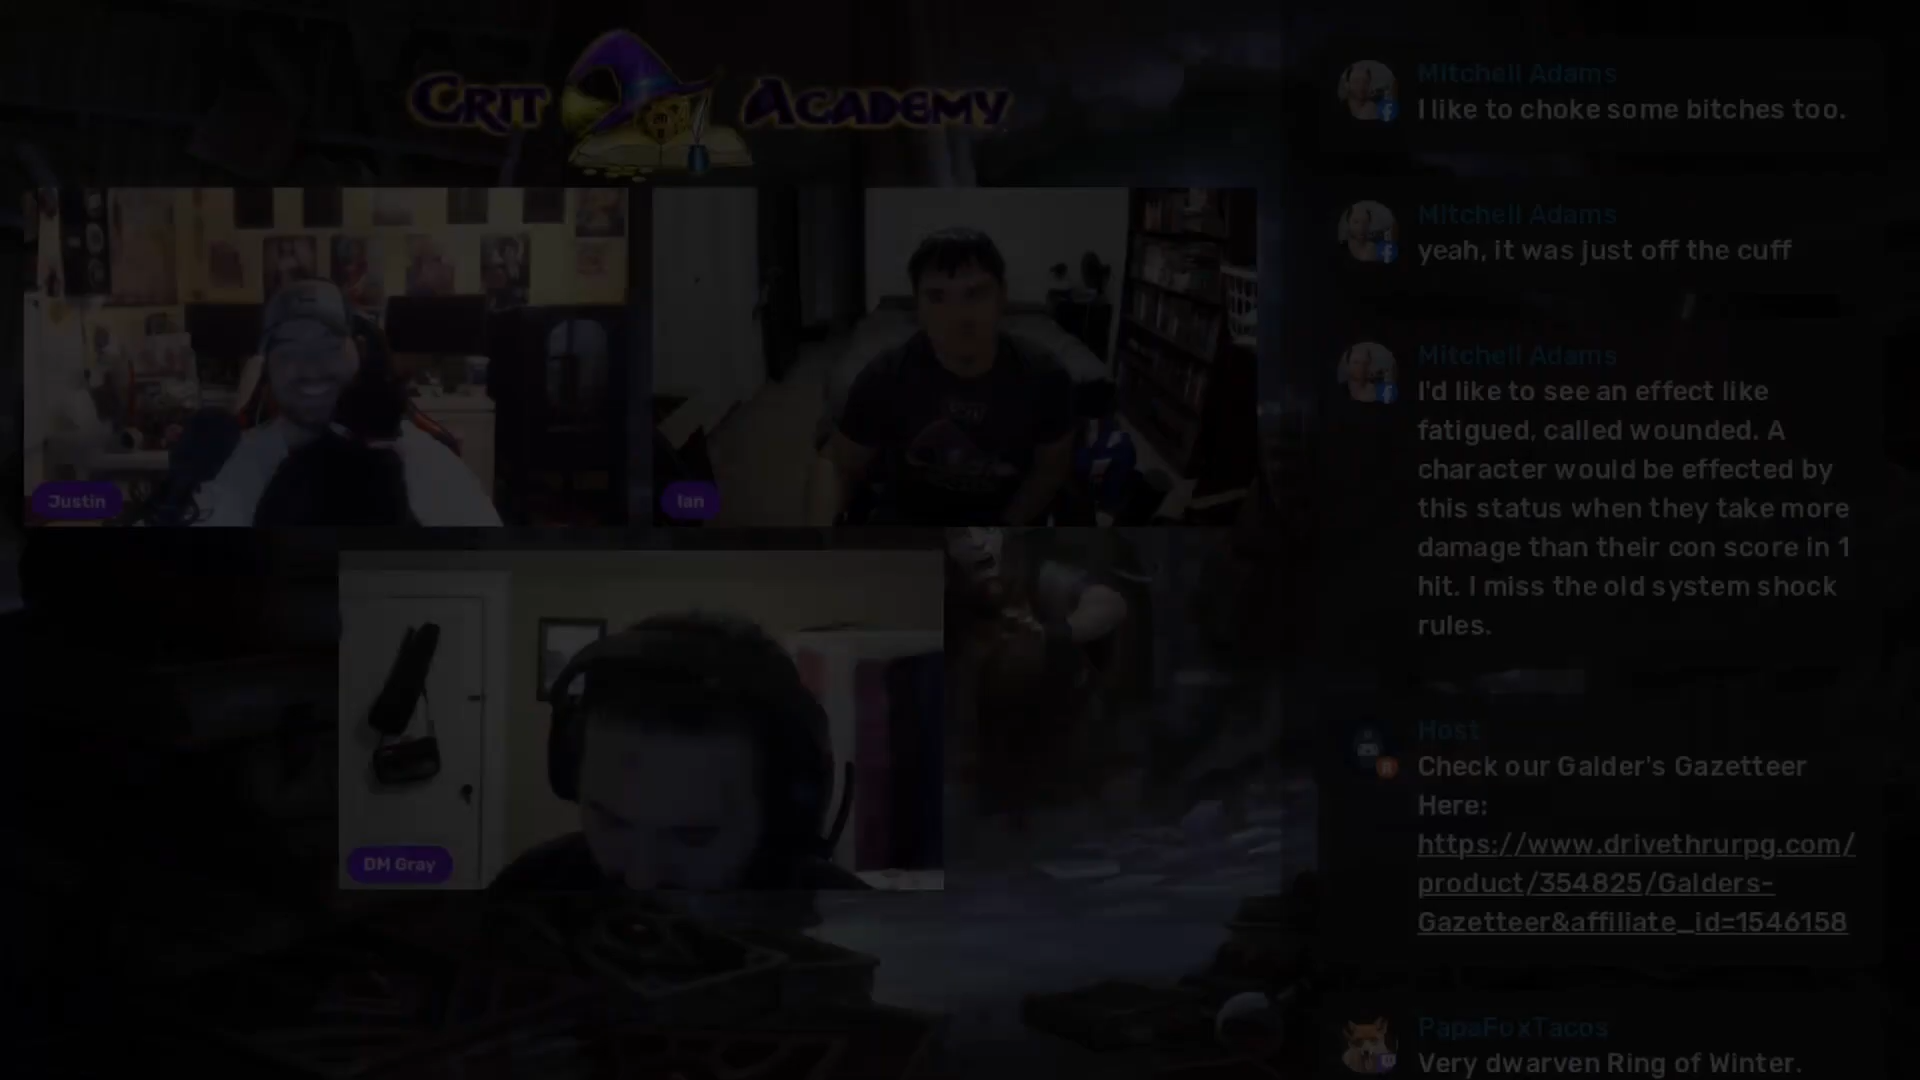 CRIT ACADEMY
Mitchell Adams
I like to choke some bitches too.
Mitchell Adams
yeah, it was just off the cuff
Mitchell Adams
I'd like to see an effect like
fatigued, called wounded. A
character would be effected by
this status when they take more
damage than their con score in 1
hit. I miss the old system shock
rules.
Host
Check our Galder's Gazetteer
Here:
https://www.drivethrurpg.com/
product/354825/Galders-
Gazetteer&affiliate_id=1546158
PapaFoxTacos
Very dwarven Ring of Winter.
Justin
Ian
DM Gray